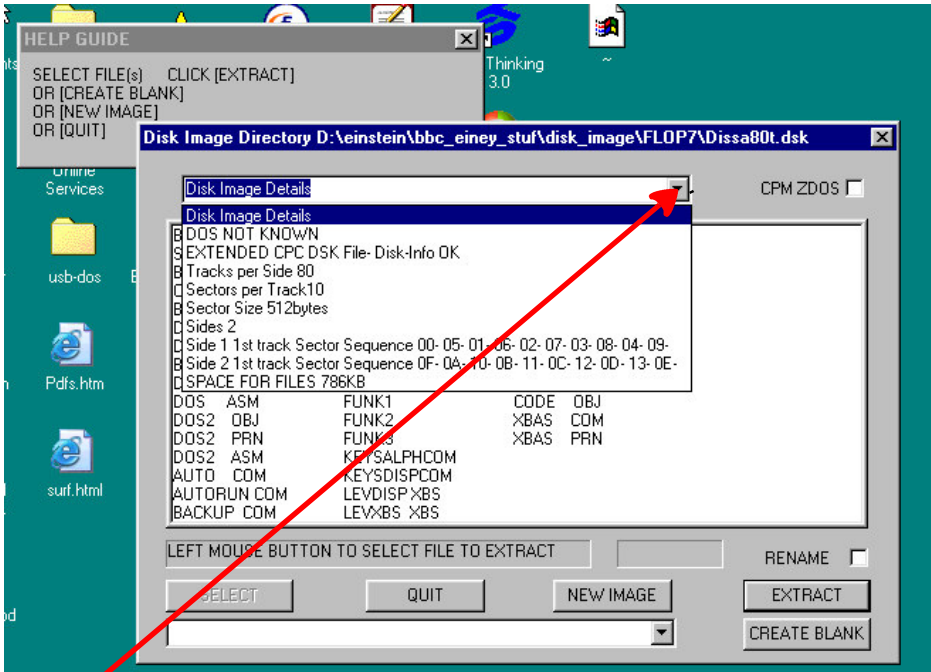 HELP GUIDE
SELECT FILE(s) CLICK [EXTRACT]
OR [CREATE BLANK]
OR [NEW IMAGE]
OR [QUIT]
Thinking
3.0
~
Disk Image Directory D:\einstein\bbc_einey_stuf\disk_image\FLOP7\Dissa80t.dsk
Online
Services
usb-dos
Pdfs.htm
surf.html
Disk Image Details
CPM ZDOS
Disk Image Details
DOS NOT KNOWN
EXTENDED CPC DSK File- Disk-Info OK
Tracks per Side 80
Sectors per Track10
Sector Size 512bytes
Sides 2
Side 1 1st track Sector Sequence 00- 05- 01- 06- 02- 07- 03- 08- 04- 09-
Side 2 1st track Sector Sequence 0F- 0A- 10- 0B- 11- 0C- 12- 0D- 13- 0E-
SPACE FOR FILES 786KB
DOS ASM FUNK1 CODE OBJ
DOS2 OBJ FUNK2 XBAS COM
DOS2 PRN FUNK3 XBAS PRN
DOS2 ASM KEYSALPHCOM
AUTO COM KEYSDISPCOM
AUTORUN COM LEVDISP XBS
BACKUP COM LEVXBS XBS
LEFT MOUSE BUTTON TO SELECT FILE TO EXTRACT
RENAME
SELECT QUIT NEW IMAGE EXTRACT
CREATE BLANK